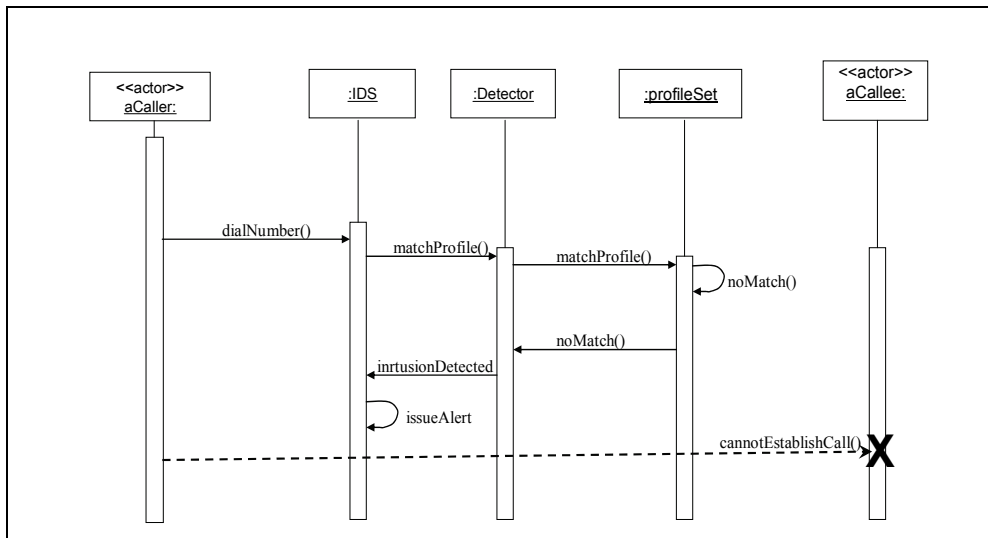 <<actor>>
aCaller:
:IDS
:Detector
:profileSet
<<actor>>
aCallee:
dialNumber()
matchProfile()
matchProfile()
noMatch()
noMatch()
inrtusionDetected
issueAlert
cannotEstablishCall()
X